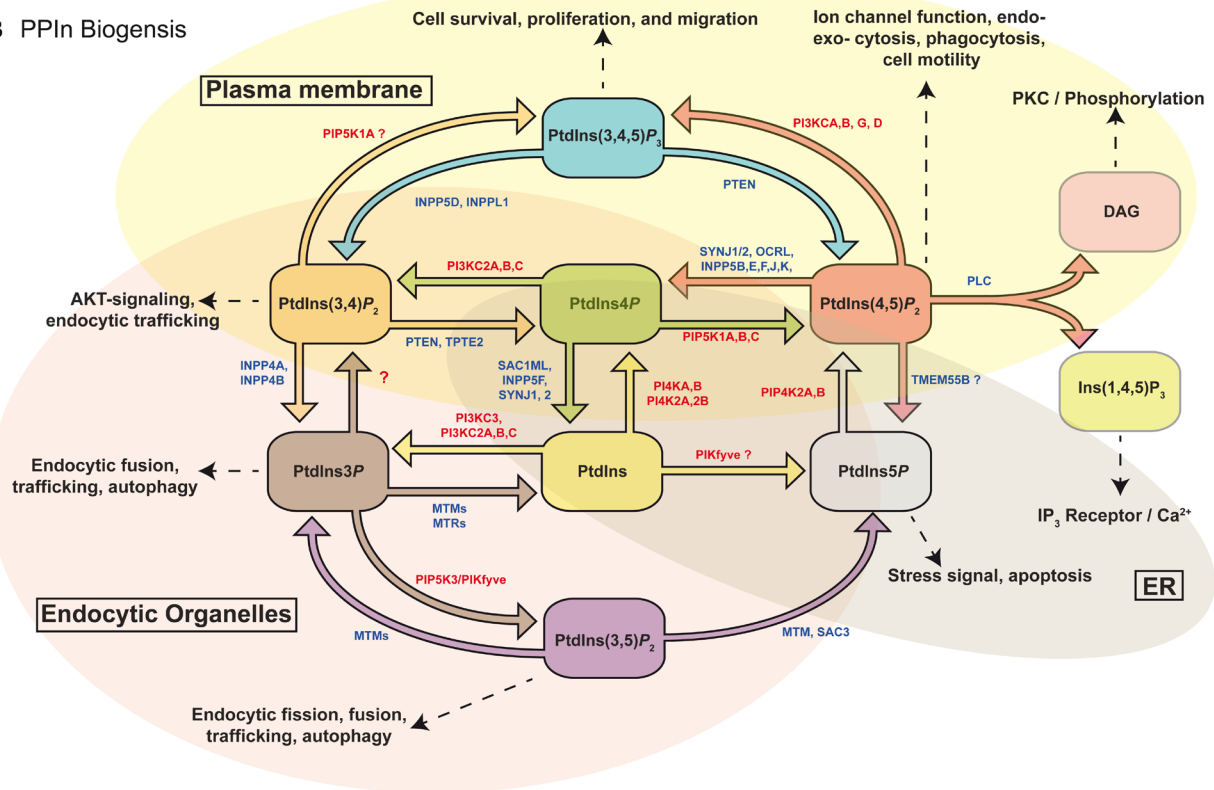 B PPIn Biogensis
Cell survival, proliferation, and migration
Ion channel function, endo-
exo- cytosis, phagocytosis,
cell motility
Plasma membrane
PKC / Phosphorylation
PIP5K1A ?
PtdIns(3,4,5)P3
PI3KCA,B, G, D
PTEN
INPP5D, INPPL1
DAG
SYNJ1/2, OCRL,
INPP5B,E,F,J,K,
PI3KC2A,B,C
PLC
AKT-signaling,
endocytic trafficking
PtdIns(3,4)P2
PtdIns4P
PtdIns(4,5)P2
PTEN, TPTE2
PIP5K1A,B,C
INPP4A,
INPP4B
?
SAC1ML,
INPP5F,
SYNJ1, 2
PI4KA,B
PI4K2A,2B
PIP4K2A,B
TMEM55B ?
Ins(1,4,5)P3
PI3KC3,
PI3KC2A,B,C
PIKfyve ?
Endocytic fusion,
trafficking, autophagy
PtdIns3P
PtdIns
PtdIns5P
MTMs
MTRs
IP3 Receptor / Ca2+
PIP5K3/PIKfyve
Stress signal, apoptosis
ER
Endocytic Organelles
MTMs
PtdIns(3,5)P2
MTM, SAC3
Endocytic fission, fusion,
trafficking, autophagy